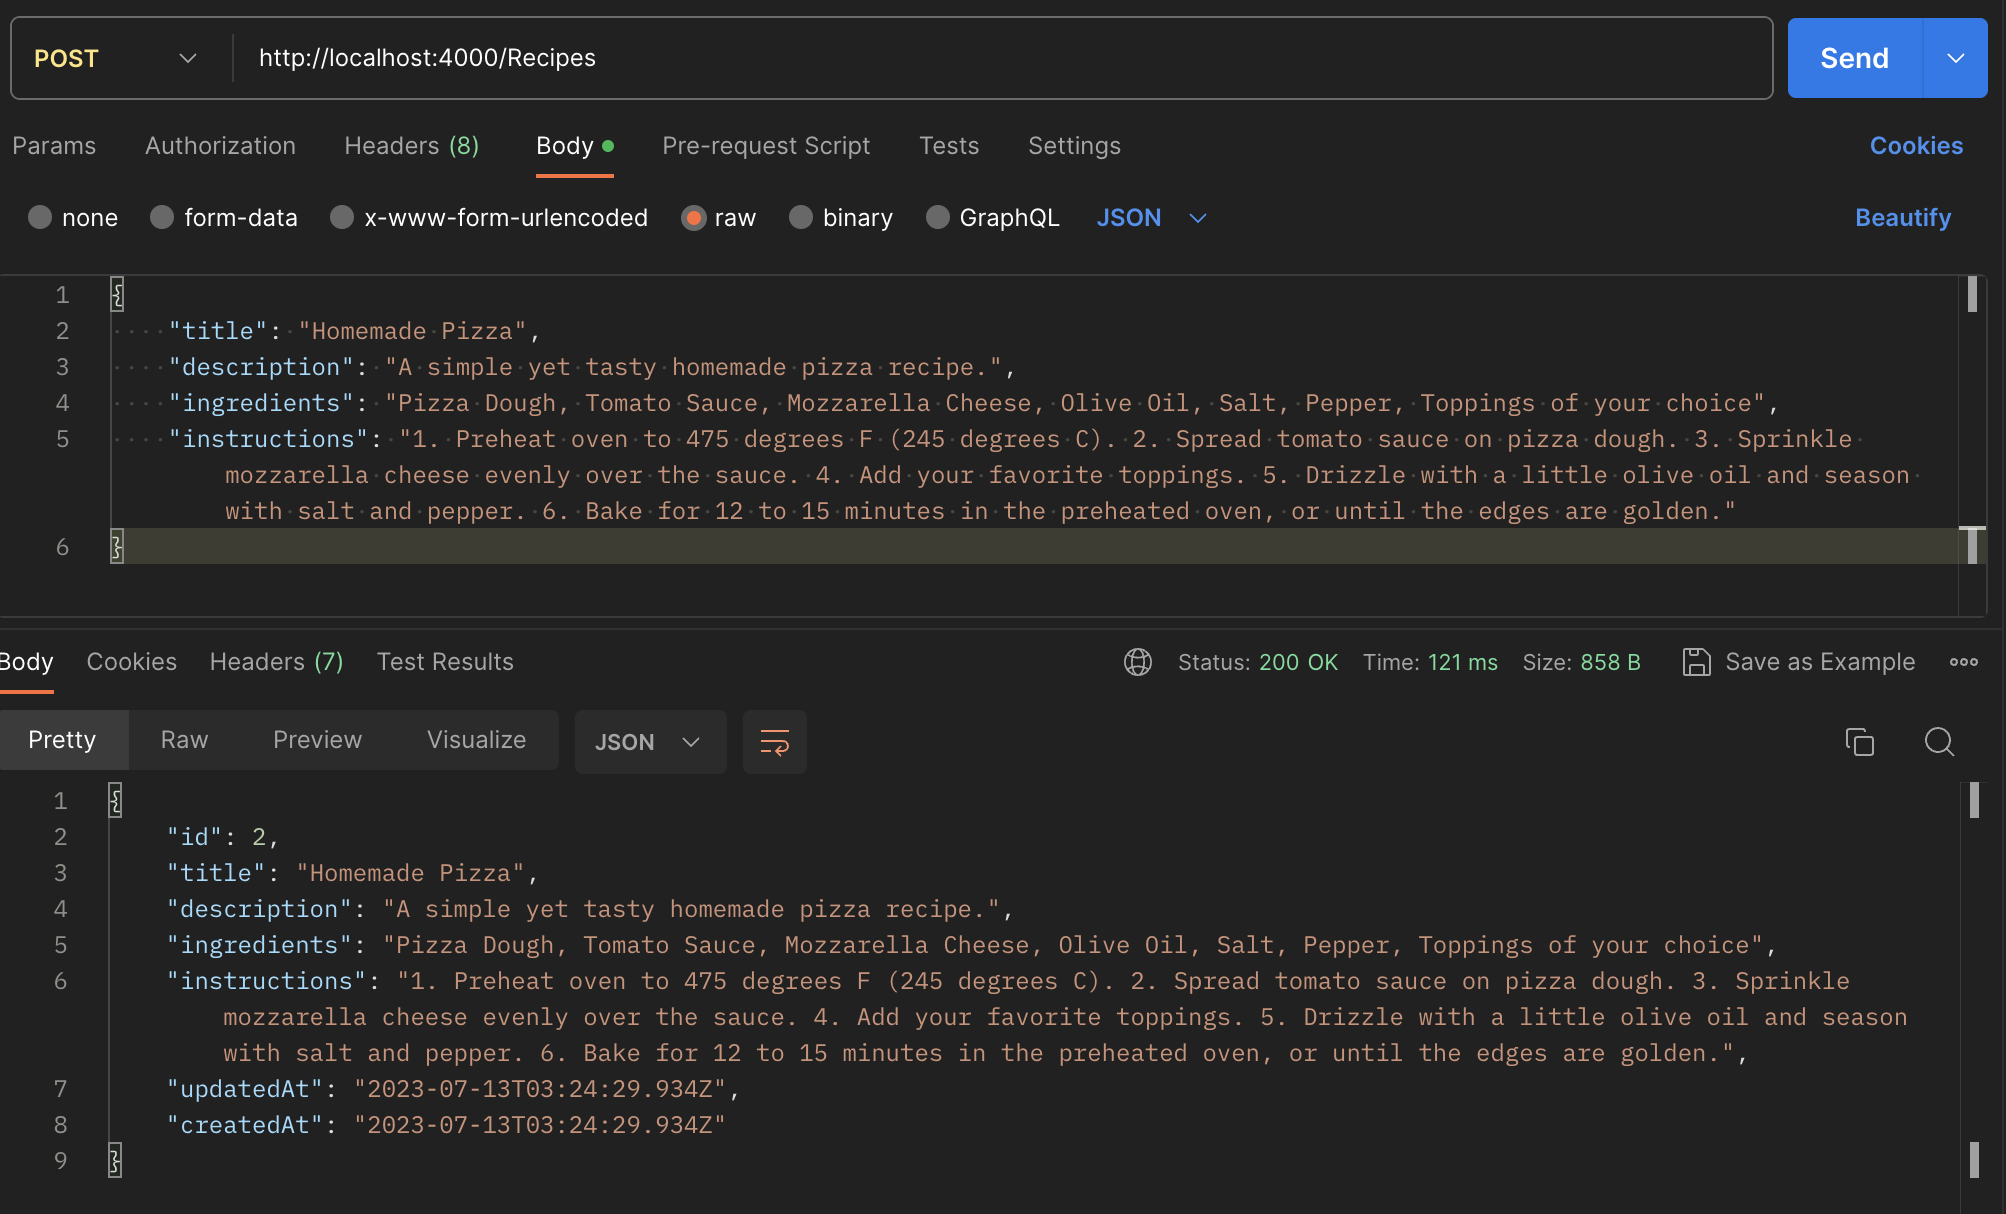 POST http://localhost:4000/Recipes Send
Params Authorization Headers (8) Body Pre-request Script Tests Settings Cookies
none form-data x-www-form-urlencoded raw binary GraphQL JSON Beautify
1 {
2 "title": "Homemade Pizza",
3 "description": "A simple yet tasty homemade pizza recipe.",
4 "ingredients": "Pizza Dough, Tomato Sauce, Mozzarella Cheese, Olive Oil, Salt, Pepper, Toppings of your choice",
5 "instructions": "1. Preheat oven to 475 degrees F (245 degrees C). 2. Spread tomato sauce on pizza dough. 3. Sprinkle
mozzarella cheese evenly over the sauce. 4. Add your favorite toppings. 5. Drizzle with a little olive oil and season
with salt and pepper. 6. Bake for 12 to 15 minutes in the preheated oven, or until the edges are golden."
6 }
Body Cookies Headers (7) Test Results Status: 200 OK Time: 121 ms Size: 858 B Save as Example
Pretty Raw Preview Visualize JSON
1 {
2 "id": 2,
3 "title": "Homemade Pizza",
4 "description": "A simple yet tasty homemade pizza recipe.",
5 "ingredients": "Pizza Dough, Tomato Sauce, Mozzarella Cheese, Olive Oil, Salt, Pepper, Toppings of your choice",
6 "instructions": "1. Preheat oven to 475 degrees F (245 degrees C). 2. Spread tomato sauce on pizza dough. 3. Sprinkle
mozzarella cheese evenly over the sauce. 4. Add your favorite toppings. 5. Drizzle with a little olive oil and season
with salt and pepper. 6. Bake for 12 to 15 minutes in the preheated oven, or until the edges are golden.",
7 "updatedAt": "2023-07-13T03:24:29.934Z",
8 "createdAt": "2023-07-13T03:24:29.934Z"
9 }